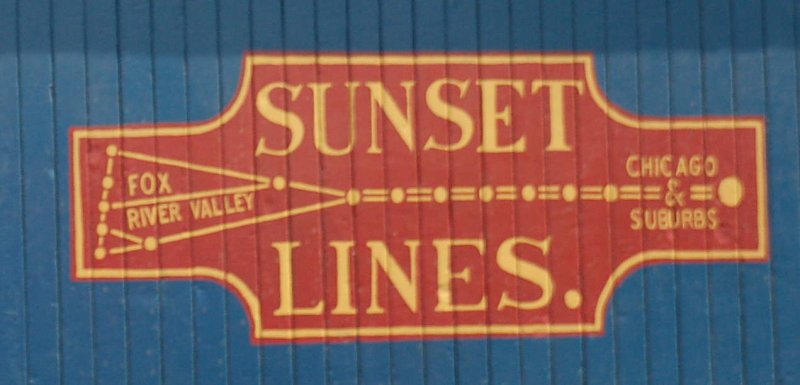 SUNSET
FOX
RIVER VALLEY
CHICAGO
&
SUBURBS
LINES.